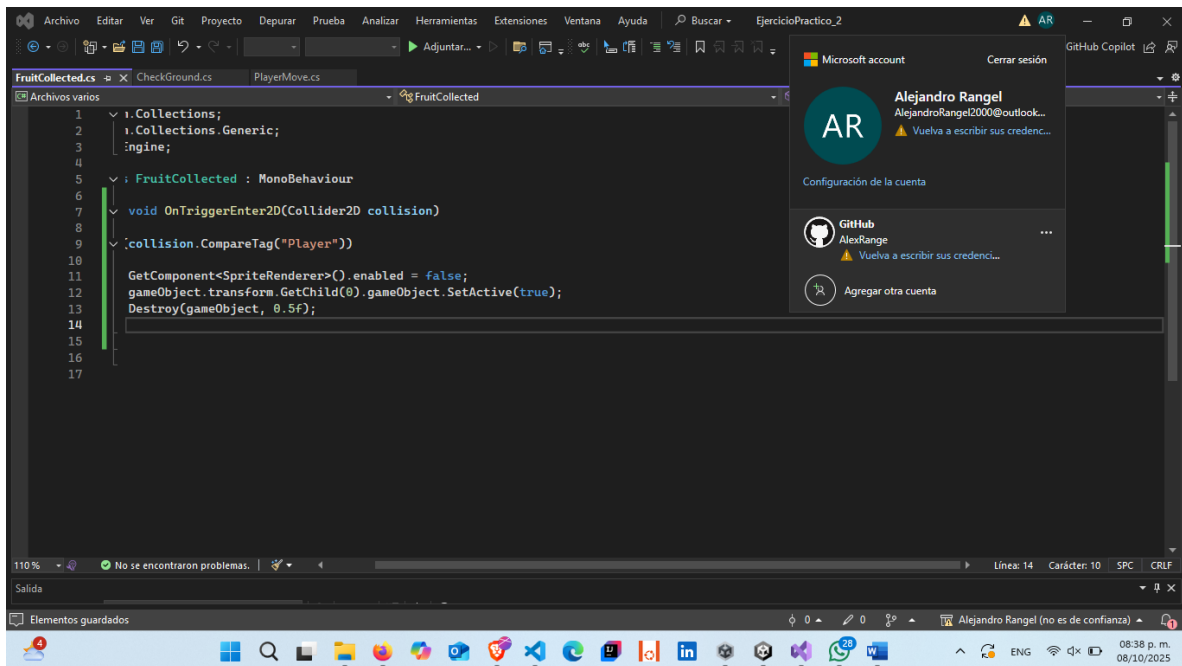 Archivo Editar Ver Git Proyecto Depurar Prueba Analizar Herramientas Extensiones Ventana Ayuda Buscar EjercicioPractico_2 AR
Adjuntar... GitHub Copilot
FruitCollected.cs CheckGround.cs PlayerMove.cs
Archivos varios FruitCollected
1 n.Collections;
2 n.Collections.Generic;
3 Engine;
4
5 s FruitCollected : MonoBehaviour
6
7 void OnTriggerEnter2D(Collider2D collision)
8
9 (collision.CompareTag("Player"))
10
11 GetComponent<SpriteRenderer>().enabled = false;
12 gameObject.transform.GetChild(0).gameObject.SetActive(true);
13 Destroy(gameObject, 0.5f);
14
15
16
17
Microsoft account Cerrar sesión
AR
Alejandro Rangel
AlejandroRangel2000@outlook...
Vuelva a escribir sus credenc...
Configuración de la cuenta
GitHub
AlexRange
Vuelva a escribir sus credenci...
Agregar otra cuenta
110 % No se encontraron problemas. Línea: 14 Carácter: 10 SPC CRLF
Salida
Elementos guardados 0 0 Alejandro Rangel (no es de confianza) 1
4 28 ENG 08:38 p. m.
08/10/2025